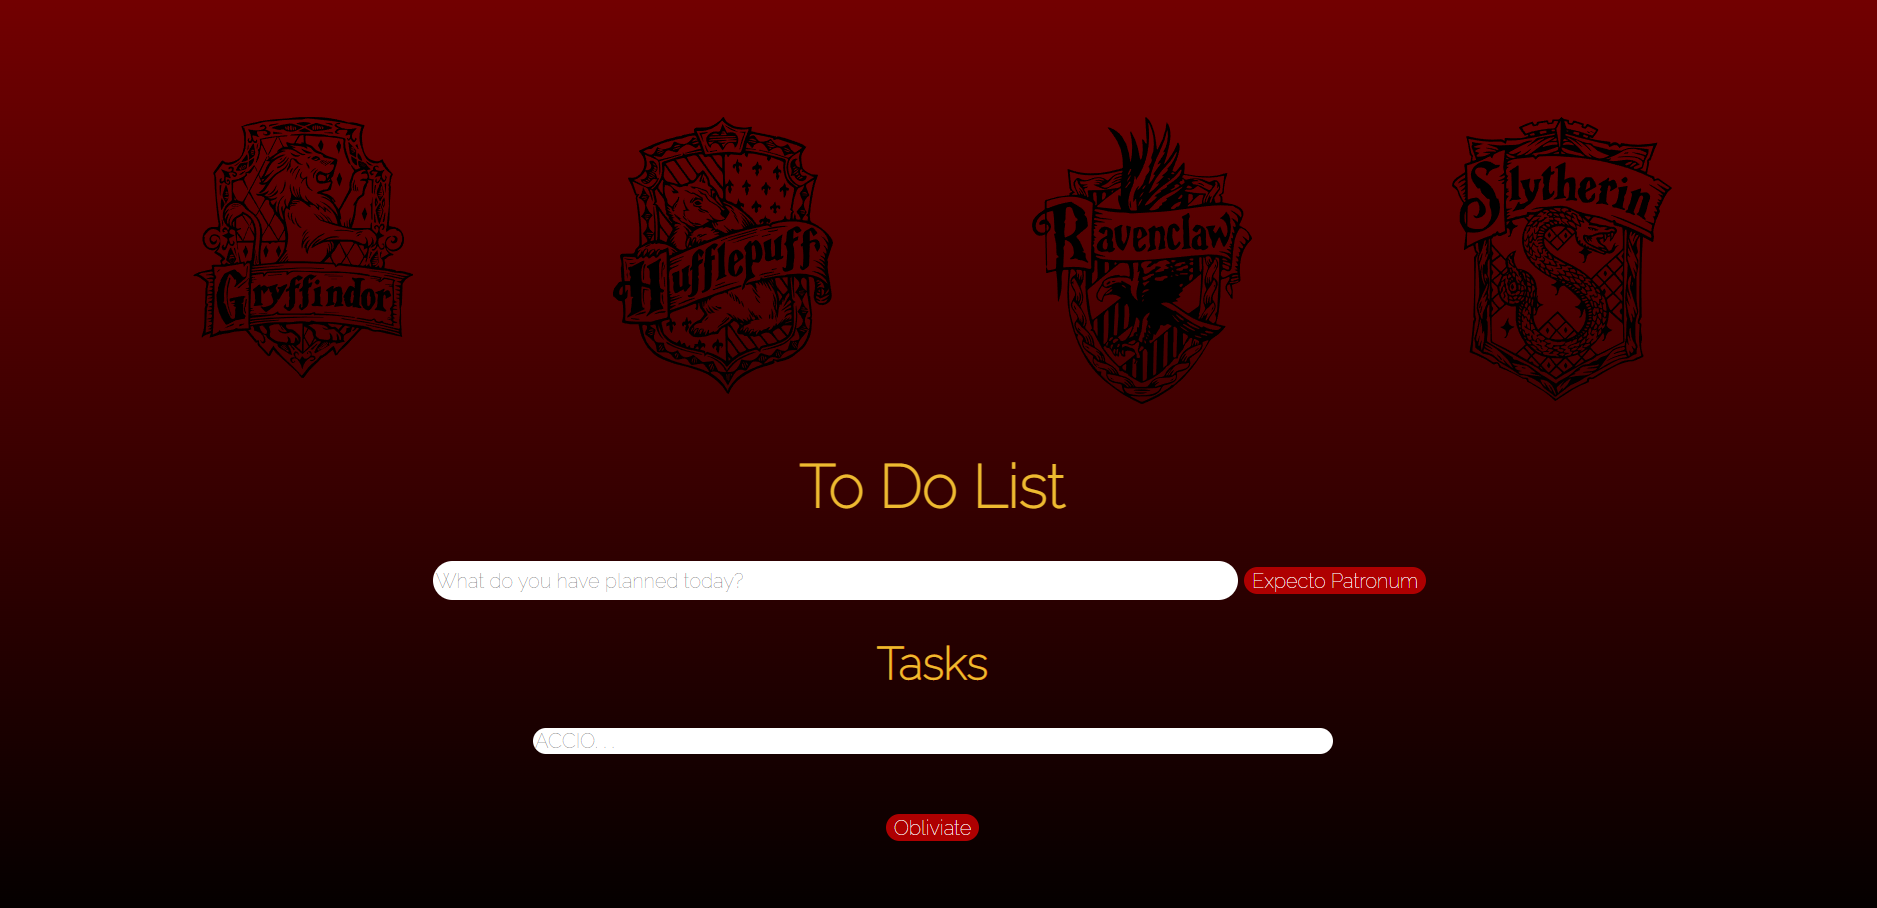 Gryffindor
Hufflepuff
Ravenclaw
Slytherin
To Do List
What do you have planned today?
Expecto Patronum
Tasks
ACCIO. . .
Obliviate